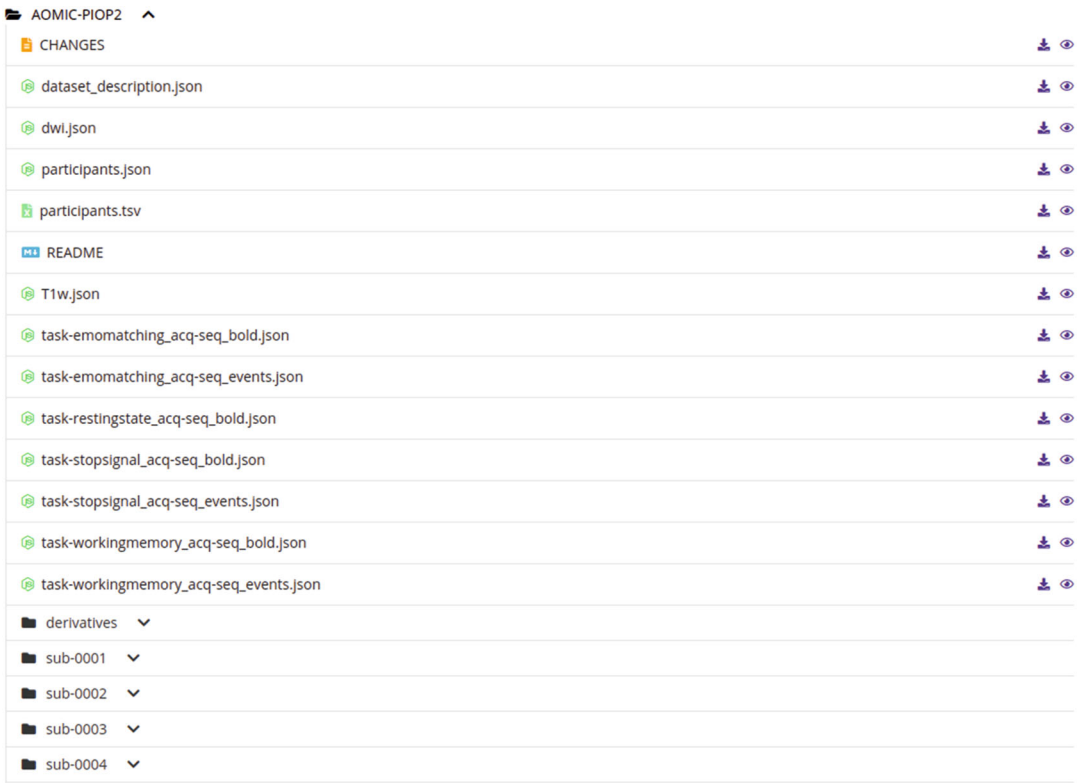 AOMIC-PIOP2
CHANGES
dataset_description.json
dwi.json
participants.json
participants.tsv
README
T1w.json
task-emomatching_acq-seq_bold.json
task-emomatching_acq-seq_events.json
task-restingstate_acq-seq_bold.json
task-stopsignal_acq-seq_bold.json
task-stopsignal_acq-seq_events.json
task-workingmemory_acq-seq_bold.json
task-workingmemory_acq-seq_events.json
derivatives
sub-0001
sub-0002
sub-0003
sub-0004